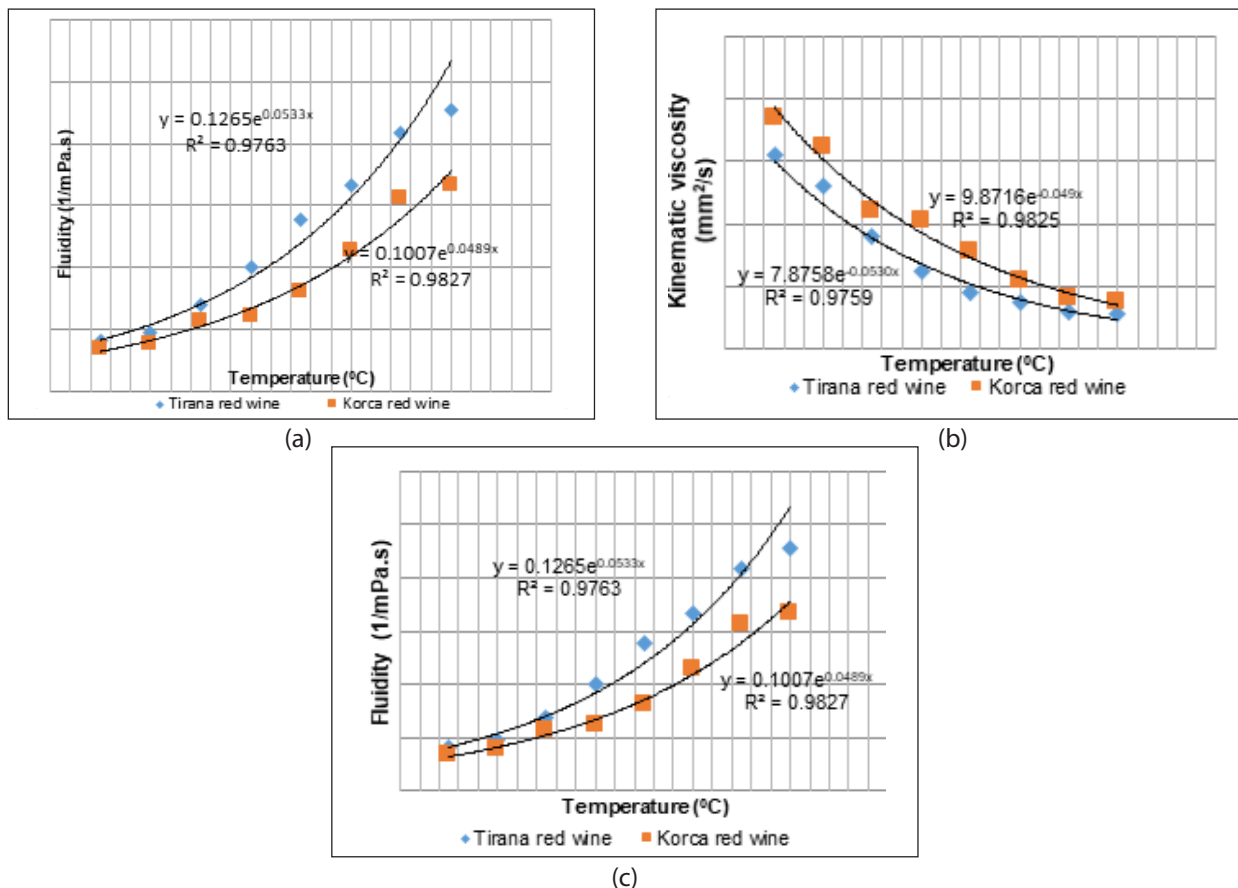 Fluidity (1/mPa.s)
y = 0.1265e^0.0533x
R² = 0.9763
y = 0.1007e^0.0489x
R² = 0.9827
Temperature (⁰C)
Tirana red wine Korca red wine
(a)
Kinematic viscosity
(mm²/s)
y = 9.8716e^-0.049x
R² = 0.9825
y = 7.8758e^-0.0530x
R² = 0.9759
Temperature (⁰C)
Tirana red wine Korca red wine
(b)
Fluidity (1/mPa.s)
y = 0.1265e^0.0533x
R² = 0.9763
y = 0.1007e^0.0489x
R² = 0.9827
Temperature (⁰C)
Tirana red wine Korca red wine
(c)